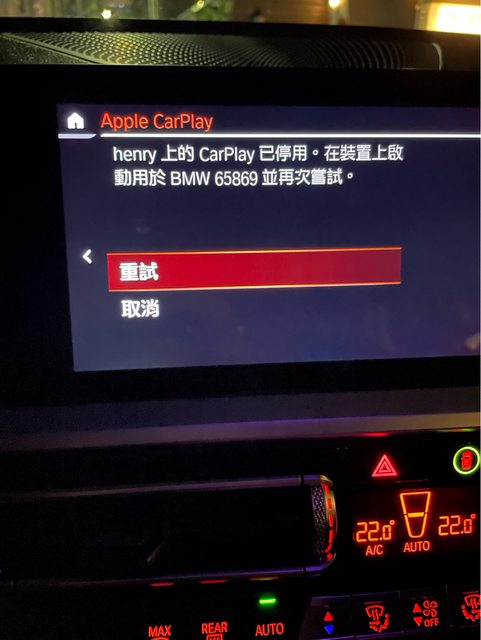 Apple CarPlay
henry 上的 CarPlay 已停用。在裝置上啟
動用於 BMW 65869 並再次嘗試。
重試
取消
22.0° 22.0°
A/C AUTO
MAX REAR AUTO
OFF